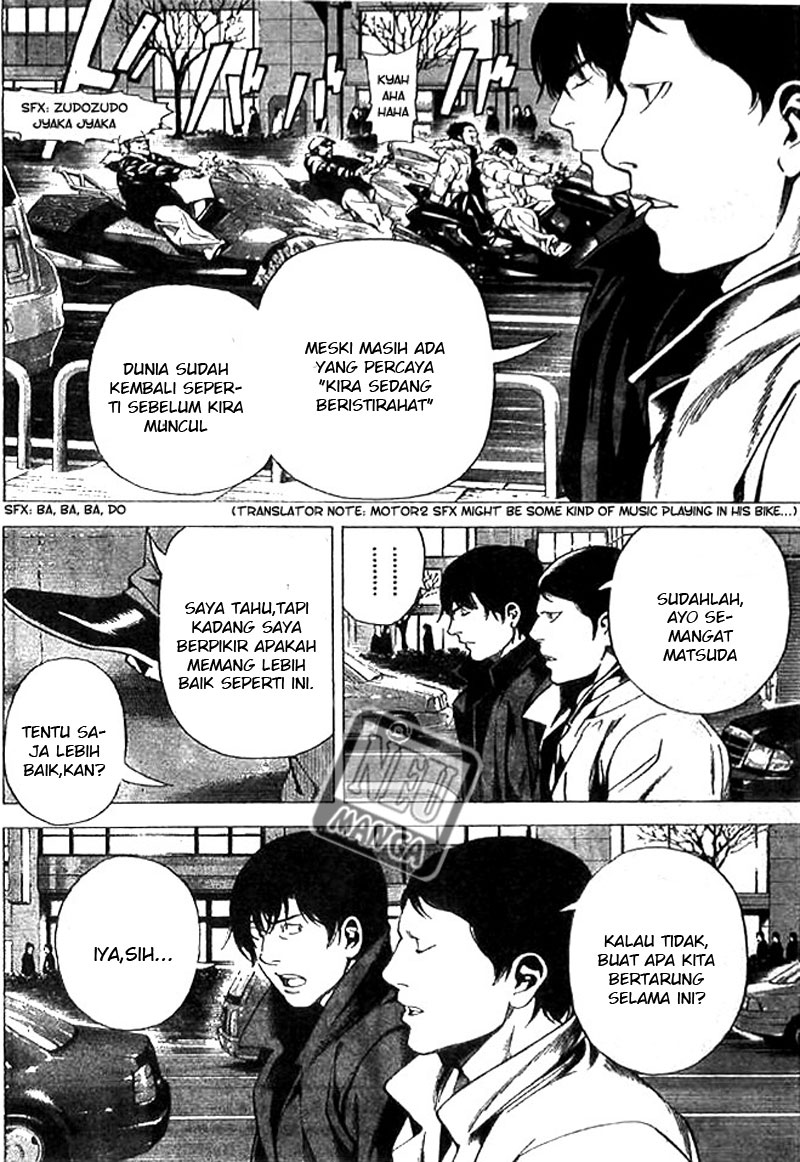 KYAH
AHA
HAHA
SFX: ZUDOZUDO
JYAKA JYAKA
MESKI MASIH ADA
YANG PERCAYA
"KIRA SEDANG
BERISTIRAHAT"
DUNIA SUDAH
KEMBALI SEPER-
TI SEBELUM KIRA
MUNCUL
SFX: BA, BA, BA, DO
(TRANSLATOR NOTE: MOTOR2 SFX MIGHT BE SOME KIND OF MUSIC PLAYING IN HIS BIKE...)
SUDAHLAH,
AYO SE-
MANGAT
MATSUDA
.........
SAYA TAHU,TAPI
KADANG SAYA
BERPIKIR APAKAH
MEMANG LEBIH
BAIK SEPERTI INI.
TENTU SA-
JA LEBIH
BAIK,KAN?
NEU
MANGA
KALAU TIDAK,
BUAT APA KITA
BERTARUNG
SELAMA INI?
IYA,SIH...